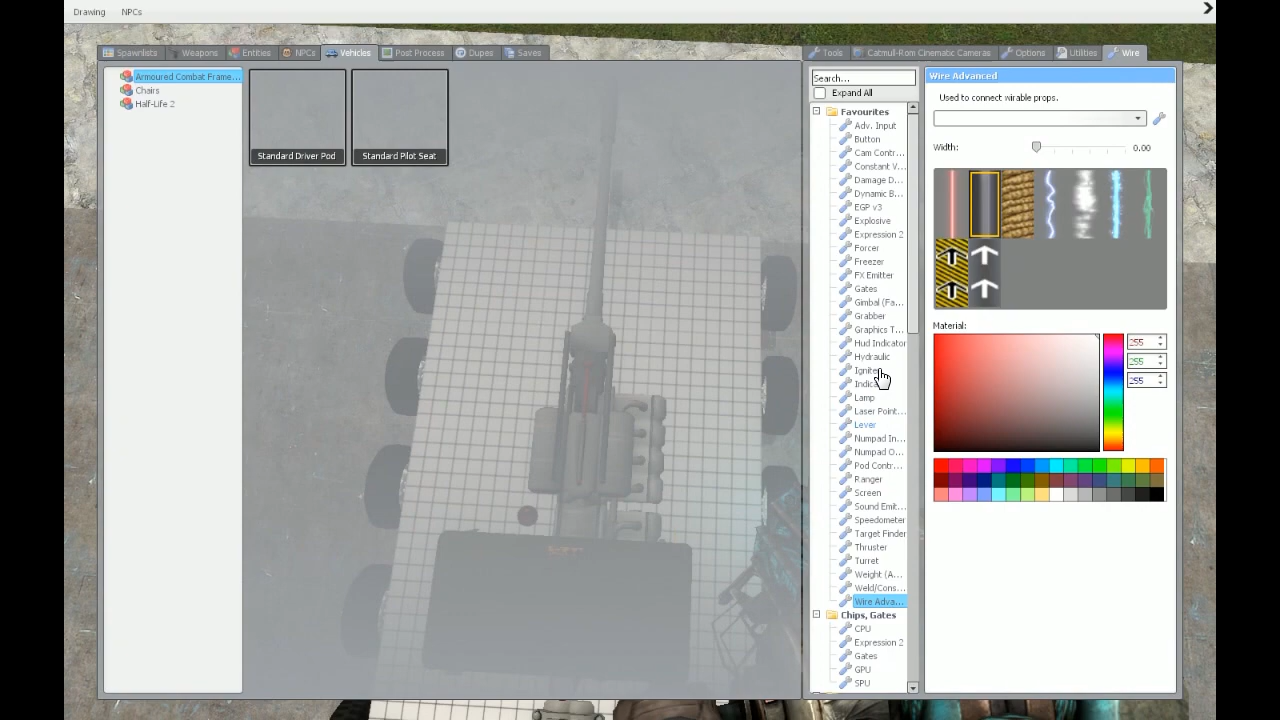 Drawing NPCs
Spawnlists Weapons Entities NPCs Vehicles Post Process Dupes Saves
Tools Catmull-Rom Cinematic Cameras Options Utilities Wire
Armoured Combat Frame...
Chairs
Half-Life 2
Standard Driver Pod
Standard Pilot Seat
Search...
Expand All
Favourites
Adv. Input
Button
Cam Contr...
Constant V...
Damage D...
Dynamic B...
EGP v3
Explosive
Expression 2
Forcer
Freezer
FX Emitter
Gates
Gimbal (Fa...
Grabber
Graphics T...
Hud Indicator
Hydraulic
Ignite
Indica
Lamp
Laser Point...
Lever
Numpad In...
Numpad O...
Pod Contr...
Ranger
Screen
Sound Emit...
Speedometer
Target Finder
Thruster
Turret
Weight (A...
Weld/Cons...
Wire Adva...
Chips, Gates
CPU
Expression 2
Gates
GPU
SPU
Wire Advanced
Used to connect wirable props.
Width: 0.00
Material:
255
255
255